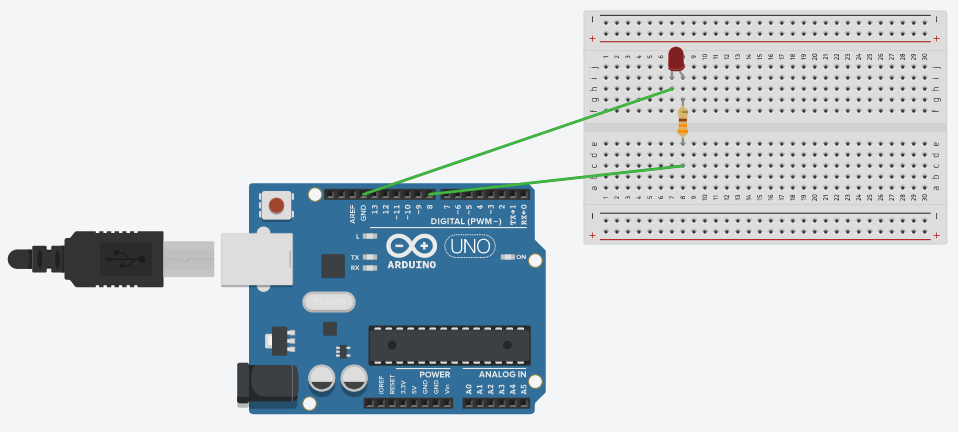 − −
+ +
1 2 3 4 5 6 7 8 9 10 11 12 13 14 15 16 17 18 19 20 21 22 23 24 25 26 27 28 29 30
j j
i i
h h
g g
f f
e e
d d
c c
b b
a a
1 2 3 4 5 6 7 8 9 10 11 12 13 14 15 16 17 18 19 20 21 22 23 24 25 26 27 28 29 30
− −
+ +
AREF GND 13 12 ~11 ~10 ~9 8 7 ~6 ~5 4 ~3 2 TX→1 RX←0
DIGITAL (PWM~)
L
TX
RX
UNO
ARDUINO
ON
POWER
ANALOG IN
IOREF RESET 3.3V 5V GND GND Vin A0 A1 A2 A3 A4 A5